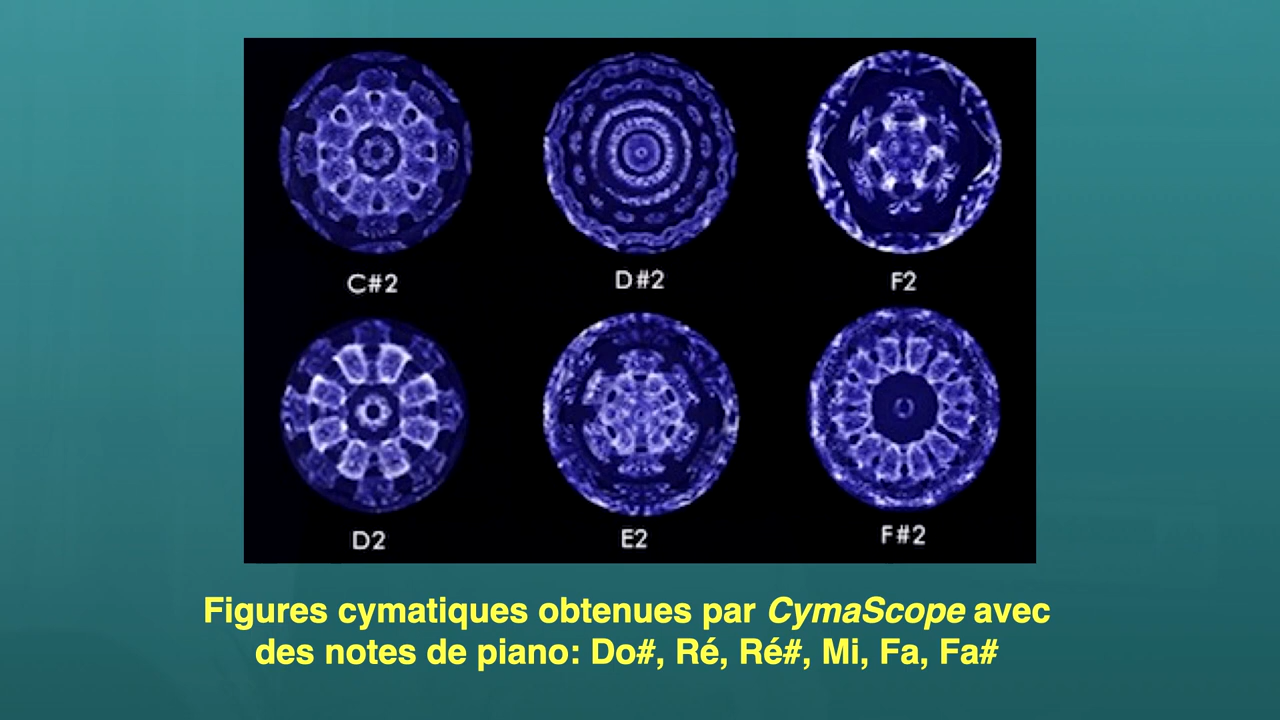 C#2
D#2
F2
D2
E2
F#2
Figures cymatiques obtenues par CymaScope avec
des notes de piano: Do#, Ré, Ré#, Mi, Fa, Fa#